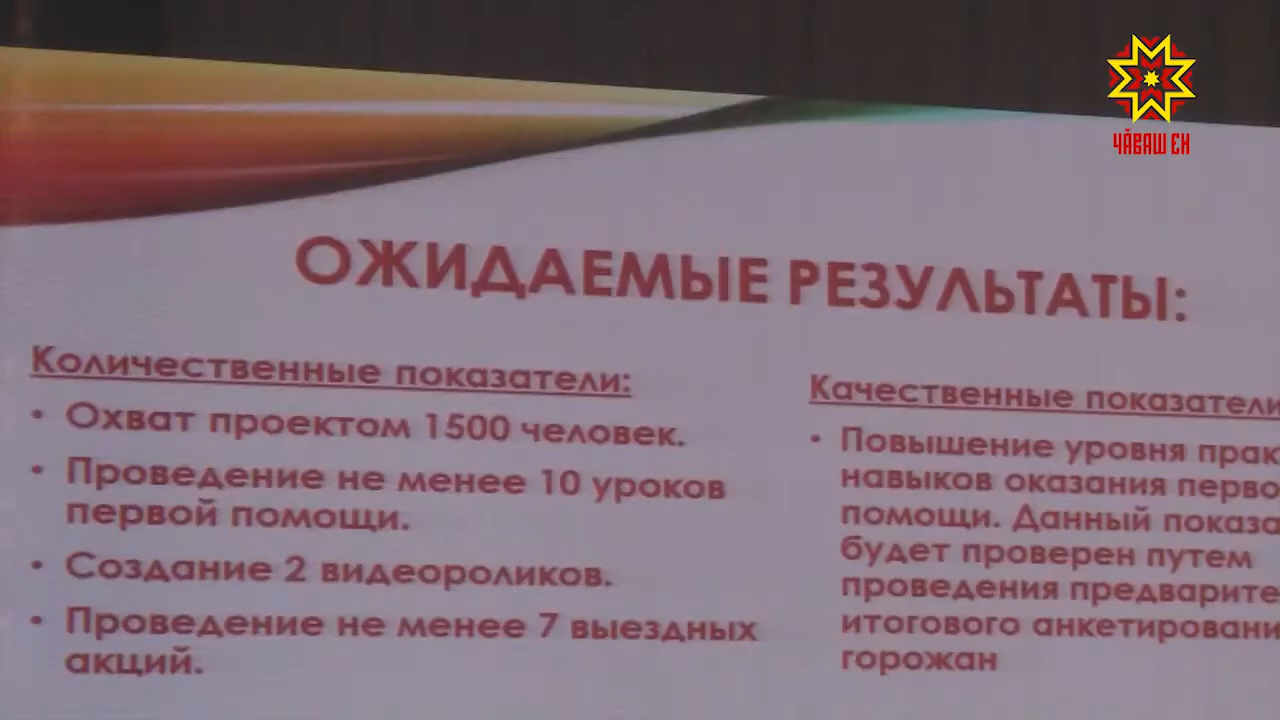 ЧӐВАШ ЕН
ОЖИДАЕМЫЕ РЕЗУЛЬТАТЫ:
Количественные показатели:
• Охват проектом 1500 человек.
• Проведение не менее 10 уроков
первой помощи.
• Создание 2 видеороликов.
• Проведение не менее 7 выездных
акций.
Качественные показатели
• Повышение уровня
навыков оказания
помощи. Данный
будет проверен путем
проведения
итогового
горожан